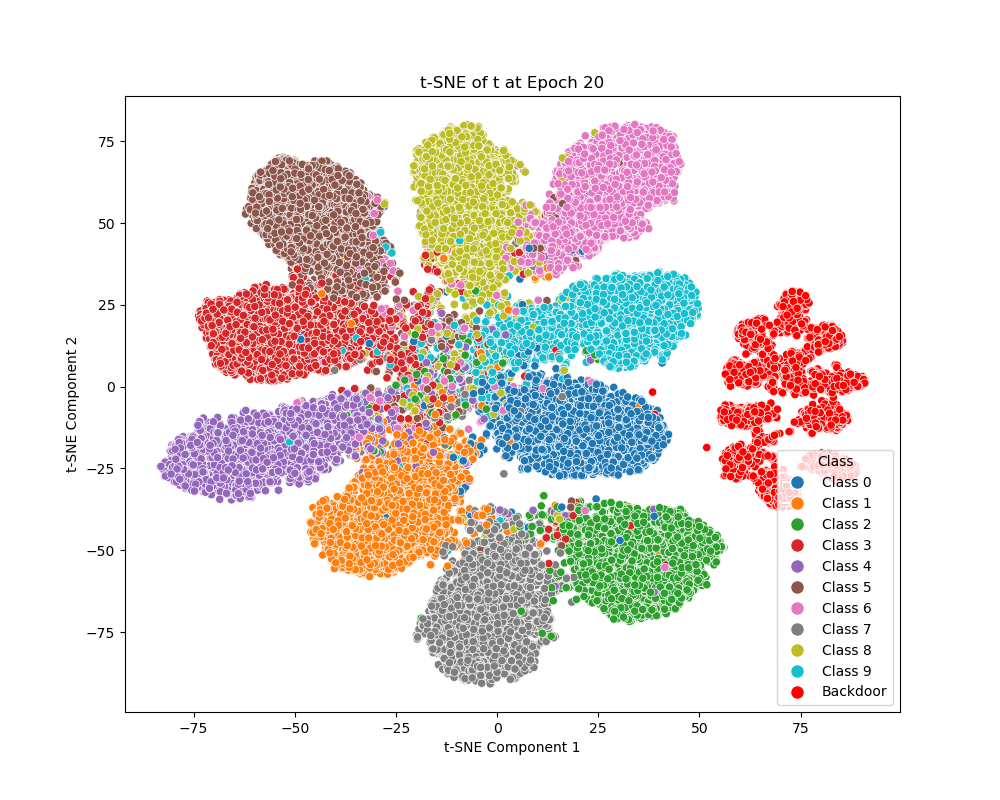 t-SNE of t at Epoch 20
75
50
25
0
−25
−50
−75
t-SNE Component 2
−75
−50
−25
0
25
50
75
t-SNE Component 1
Class
Class 0
Class 1
Class 2
Class 3
Class 4
Class 5
Class 6
Class 7
Class 8
Class 9
Backdoor